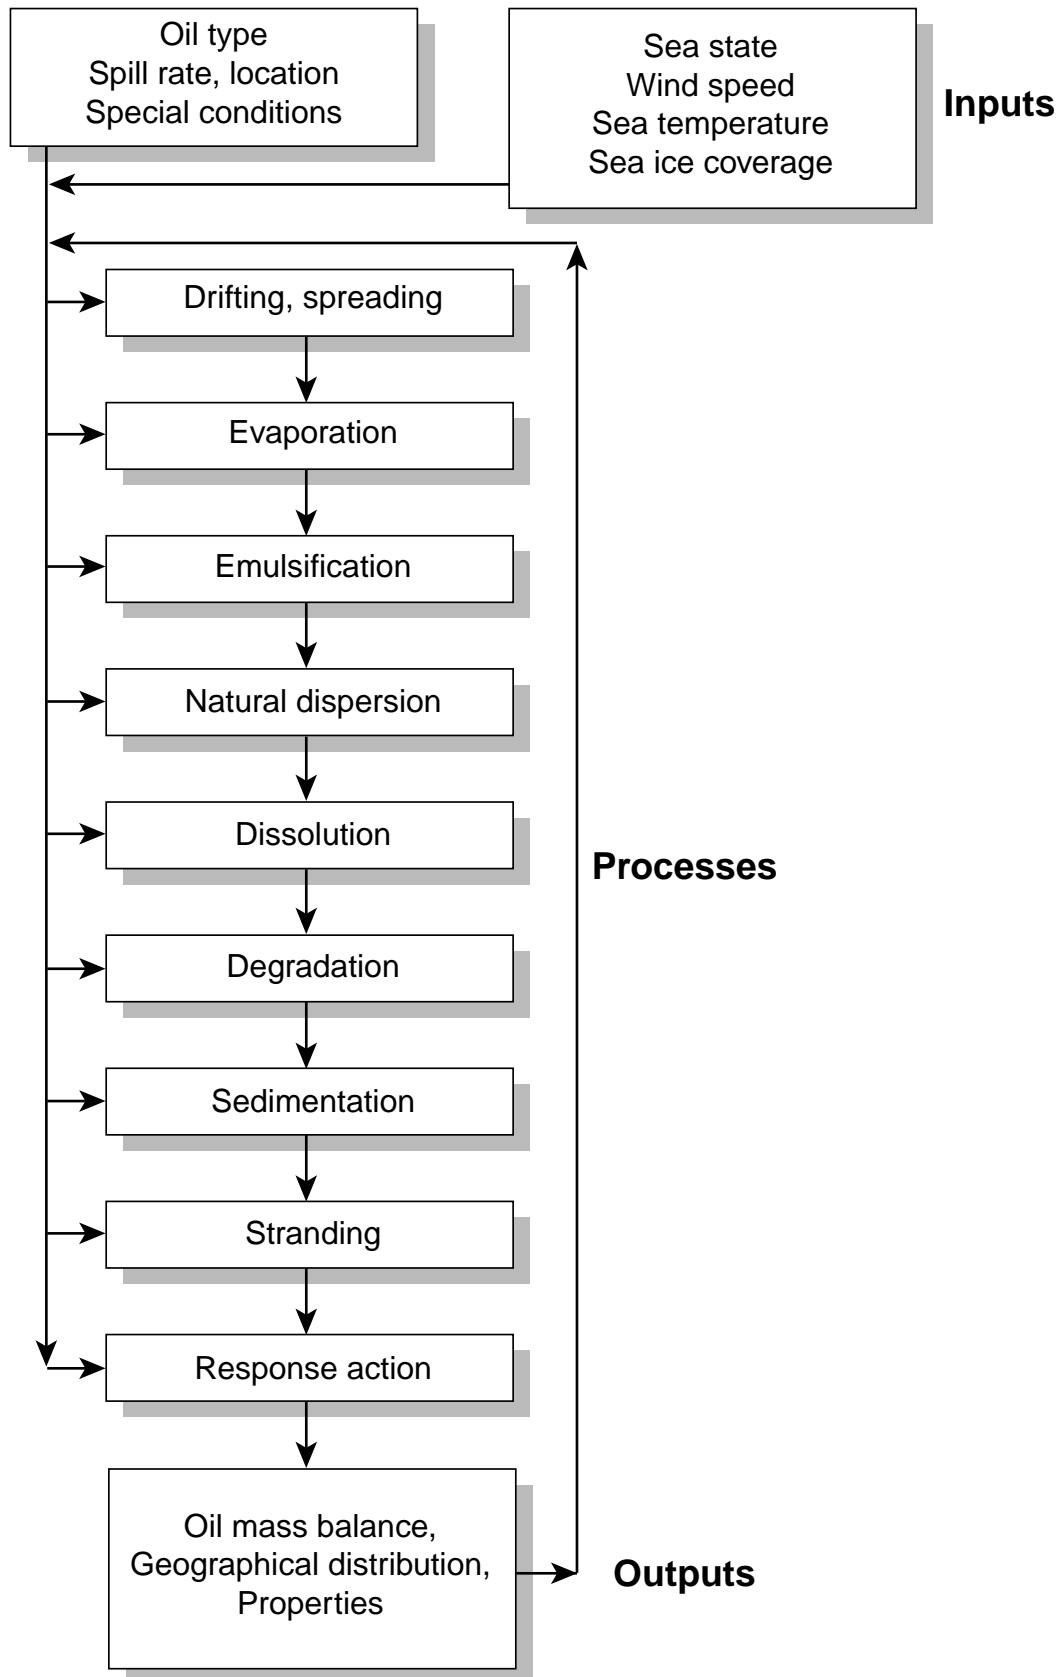 Oil type
Spill rate, location
Special conditions
Sea state
Wind speed
Sea temperature
Sea ice coverage
Inputs
Drifting, spreading
Evaporation
Emulsification
Natural dispersion
Dissolution
Processes
Degradation
Sedimentation
Stranding
Response action
Oil mass balance,
Geographical distribution,
Properties
Outputs